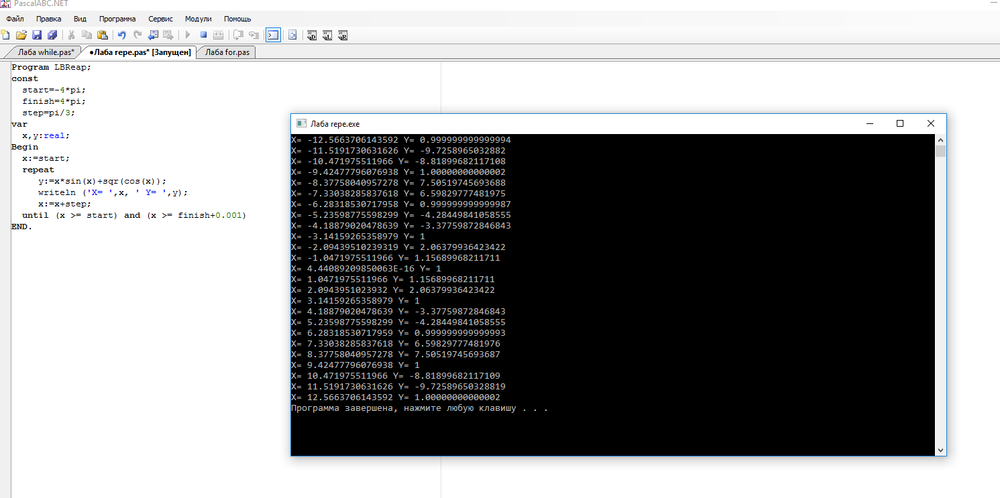 PascalABC.NET
Файл Правка Вид Программа Сервис Модули Помощь
Лаба while.pas* •Лаба repe.pas* [Запущен] Лаба for.pas
Program LBReap;
const
start=-4*pi;
finish=4*pi;
step=pi/3;
var
x,y:real;
Begin
x:=start;
repeat
y:=x*sin(x)+sqr(cos(x));
writeln ('X= ',x, ' Y= ',y);
x:=x+step;
until (x >= start) and (x >= finish+0.001)
END.
Лаба repe.exe
X= -12.5663706143592 Y= 0.999999999999994
X= -11.5191730631626 Y= -9.7258965032882
X= -10.471975511966 Y= -8.81899682117108
X= -9.42477796076938 Y= 1.00000000000002
X= -8.37758040957278 Y= 7.50519745693688
X= -7.33038285837618 Y= 6.59829777481975
X= -6.28318530717958 Y= 0.999999999999987
X= -5.23598775598299 Y= -4.28449841058555
X= -4.18879020478639 Y= -3.37759872846843
X= -3.14159265358979 Y= 1
X= -2.09439510239319 Y= 2.06379936423422
X= -1.0471975511966 Y= 1.15689968211711
X= 4.44089209850063E-16 Y= 1
X= 1.0471975511966 Y= 1.15689968211711
X= 2.0943951023932 Y= 2.06379936423422
X= 3.14159265358979 Y= 1
X= 4.18879020478639 Y= -3.37759872846843
X= 5.23598775598299 Y= -4.28449841058555
X= 6.28318530717959 Y= 0.999999999999993
X= 7.33038285837618 Y= 6.59829777481976
X= 8.37758040957278 Y= 7.50519745693687
X= 9.42477796076938 Y= 1
X= 10.471975511966 Y= -8.81899682117109
X= 11.5191730631626 Y= -9.72589650328819
X= 12.5663706143592 Y= 1.00000000000002
Программа завершена, нажмите любую клавишу . . .